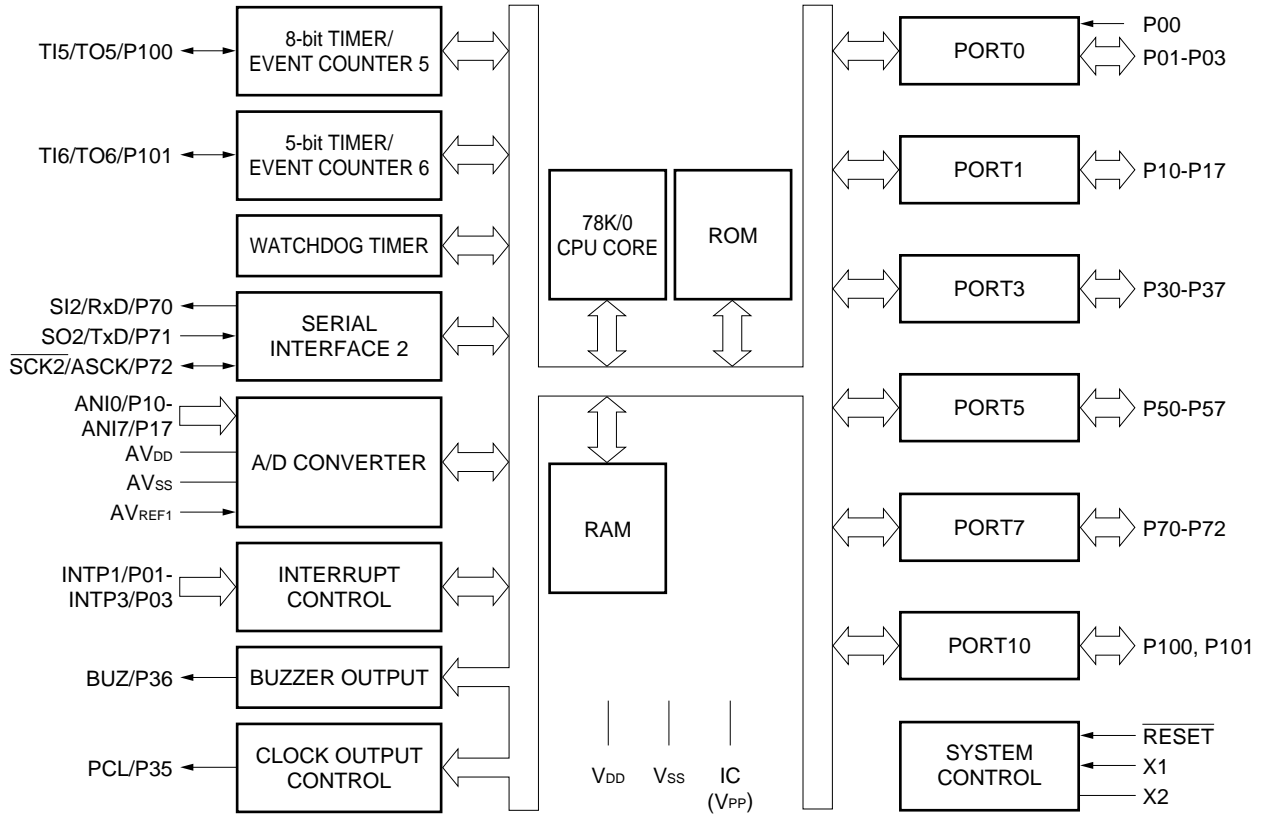 TI5/TO5/P100
8-bit TIMER/
EVENT COUNTER 5
TI6/TO6/P101
5-bit TIMER/
EVENT COUNTER 6
WATCHDOG TIMER
SI2/RxD/P70
SO2/TxD/P71
SCK2/ASCK/P72
SERIAL
INTERFACE 2
ANI0/P10-
ANI7/P17
AVDD
AVSS
AVREF1
A/D CONVERTER
INTP1/P01-
INTP3/P03
INTERRUPT
CONTROL
BUZ/P36
BUZZER OUTPUT
PCL/P35
CLOCK OUTPUT
CONTROL
78K/0
CPU CORE
ROM
RAM
VDD
VSS
IC
(VPP)
PORT0
P00
P01-P03
PORT1
P10-P17
PORT3
P30-P37
PORT5
P50-P57
PORT7
P70-P72
PORT10
P100, P101
SYSTEM
CONTROL
RESET
X1
X2